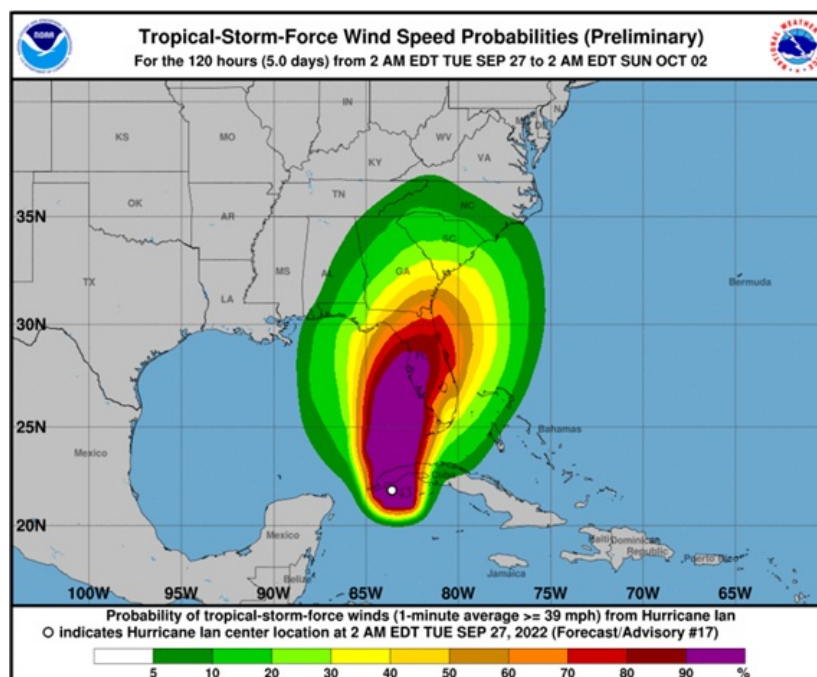 NOAA
Tropical-Storm-Force Wind Speed Probabilities (Preliminary)
For the 120 hours (5.0 days) from 2 AM EDT TUE SEP 27 to 2 AM EDT SUN OCT 02
IN
KS
MO
WV
KY
VA
TN
NC
35N
OK
AR
SC
MS
AL
GA
TX
LA
Bermuda
30N
FL
25N
Mexico
Bahamas
Cuba
20N
Mexico
Haiti
Dominican
Republic
Puerto Rico
Belize
Jamaica
100W
95W
90W
85W
80W
75W
70W
65W
Probability of tropical-storm-force winds (1-minute average >= 39 mph) from Hurricane Ian
O indicates Hurricane Ian center location at 2 AM EDT TUE SEP 27, 2022 (Forecast/Advisory #17)
5 10 20 30 40 50 60 70 80 90 %